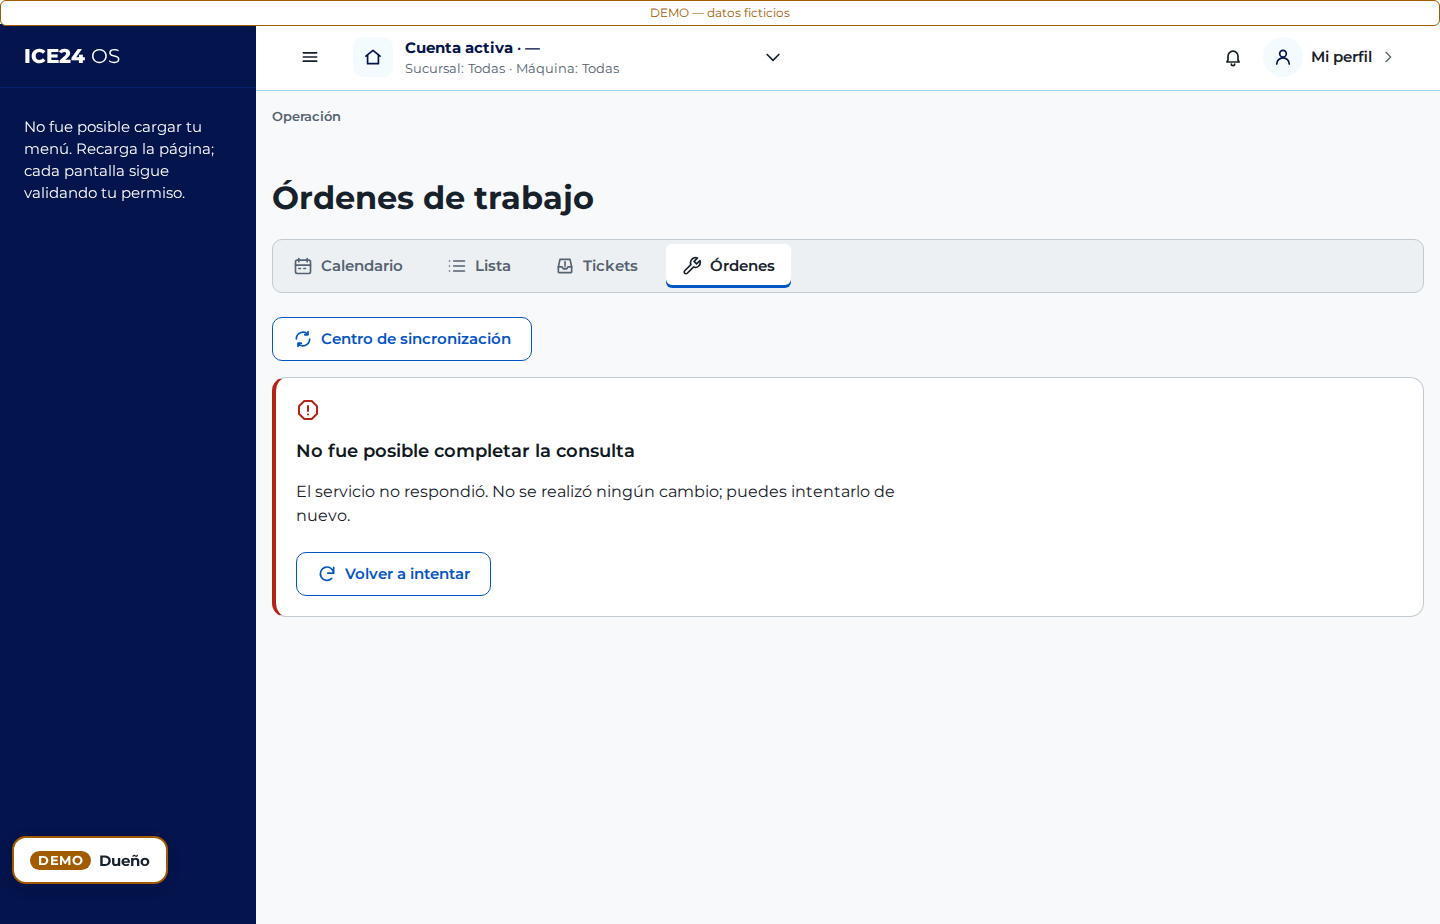 DEMO — datos ficticios
ICE24 OS
No fue posible cargar tu
menú. Recarga la página;
cada pantalla sigue
validando tu permiso.
DEMO Dueño
Cuenta activa · —
Sucursal: Todas · Máquina: Todas
Mi perfil
Operación
Órdenes de trabajo
Calendario
Lista
Tickets
Órdenes
Centro de sincronización
No fue posible completar la consulta
El servicio no respondió. No se realizó ningún cambio; puedes intentarlo de
nuevo.
Volver a intentar